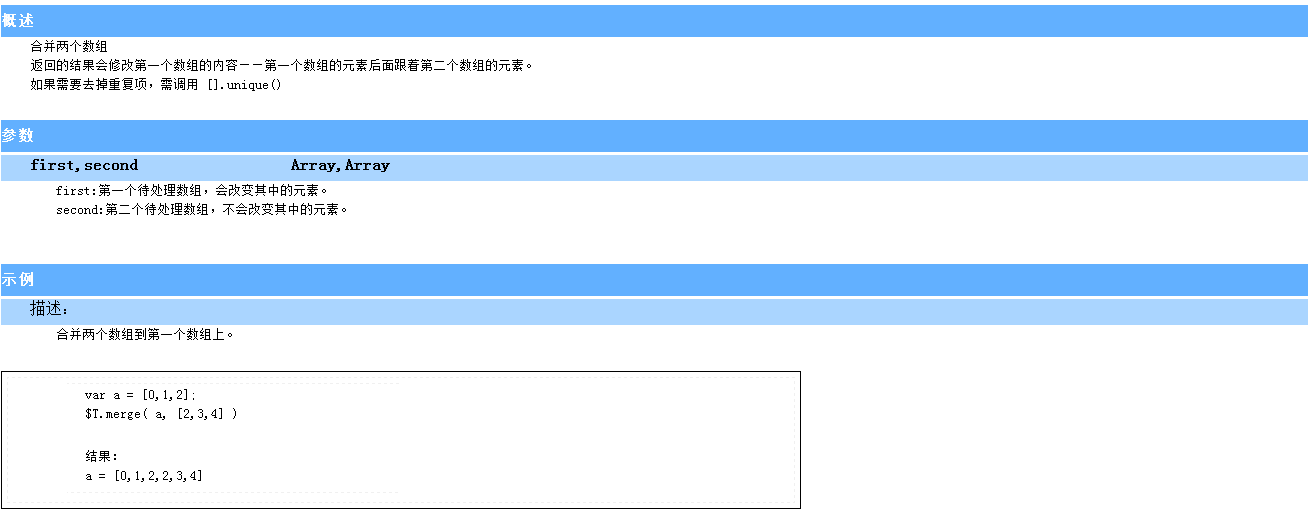 概述
合并两个数组
返回的结果会修改第一个数组的内容——第一个数组的元素后面跟着第二个数组的元素。
如果需要去掉重复项，需调用 [].unique()
参数
first,second Array,Array
first:第一个待处理数组，会改变其中的元素。
second:第二个待处理数组，不会改变其中的元素。
示例
描述：
合并两个数组到第一个数组上。
var a = [0,1,2];
$T.merge( a, [2,3,4] )
结果：
a = [0,1,2,2,3,4]